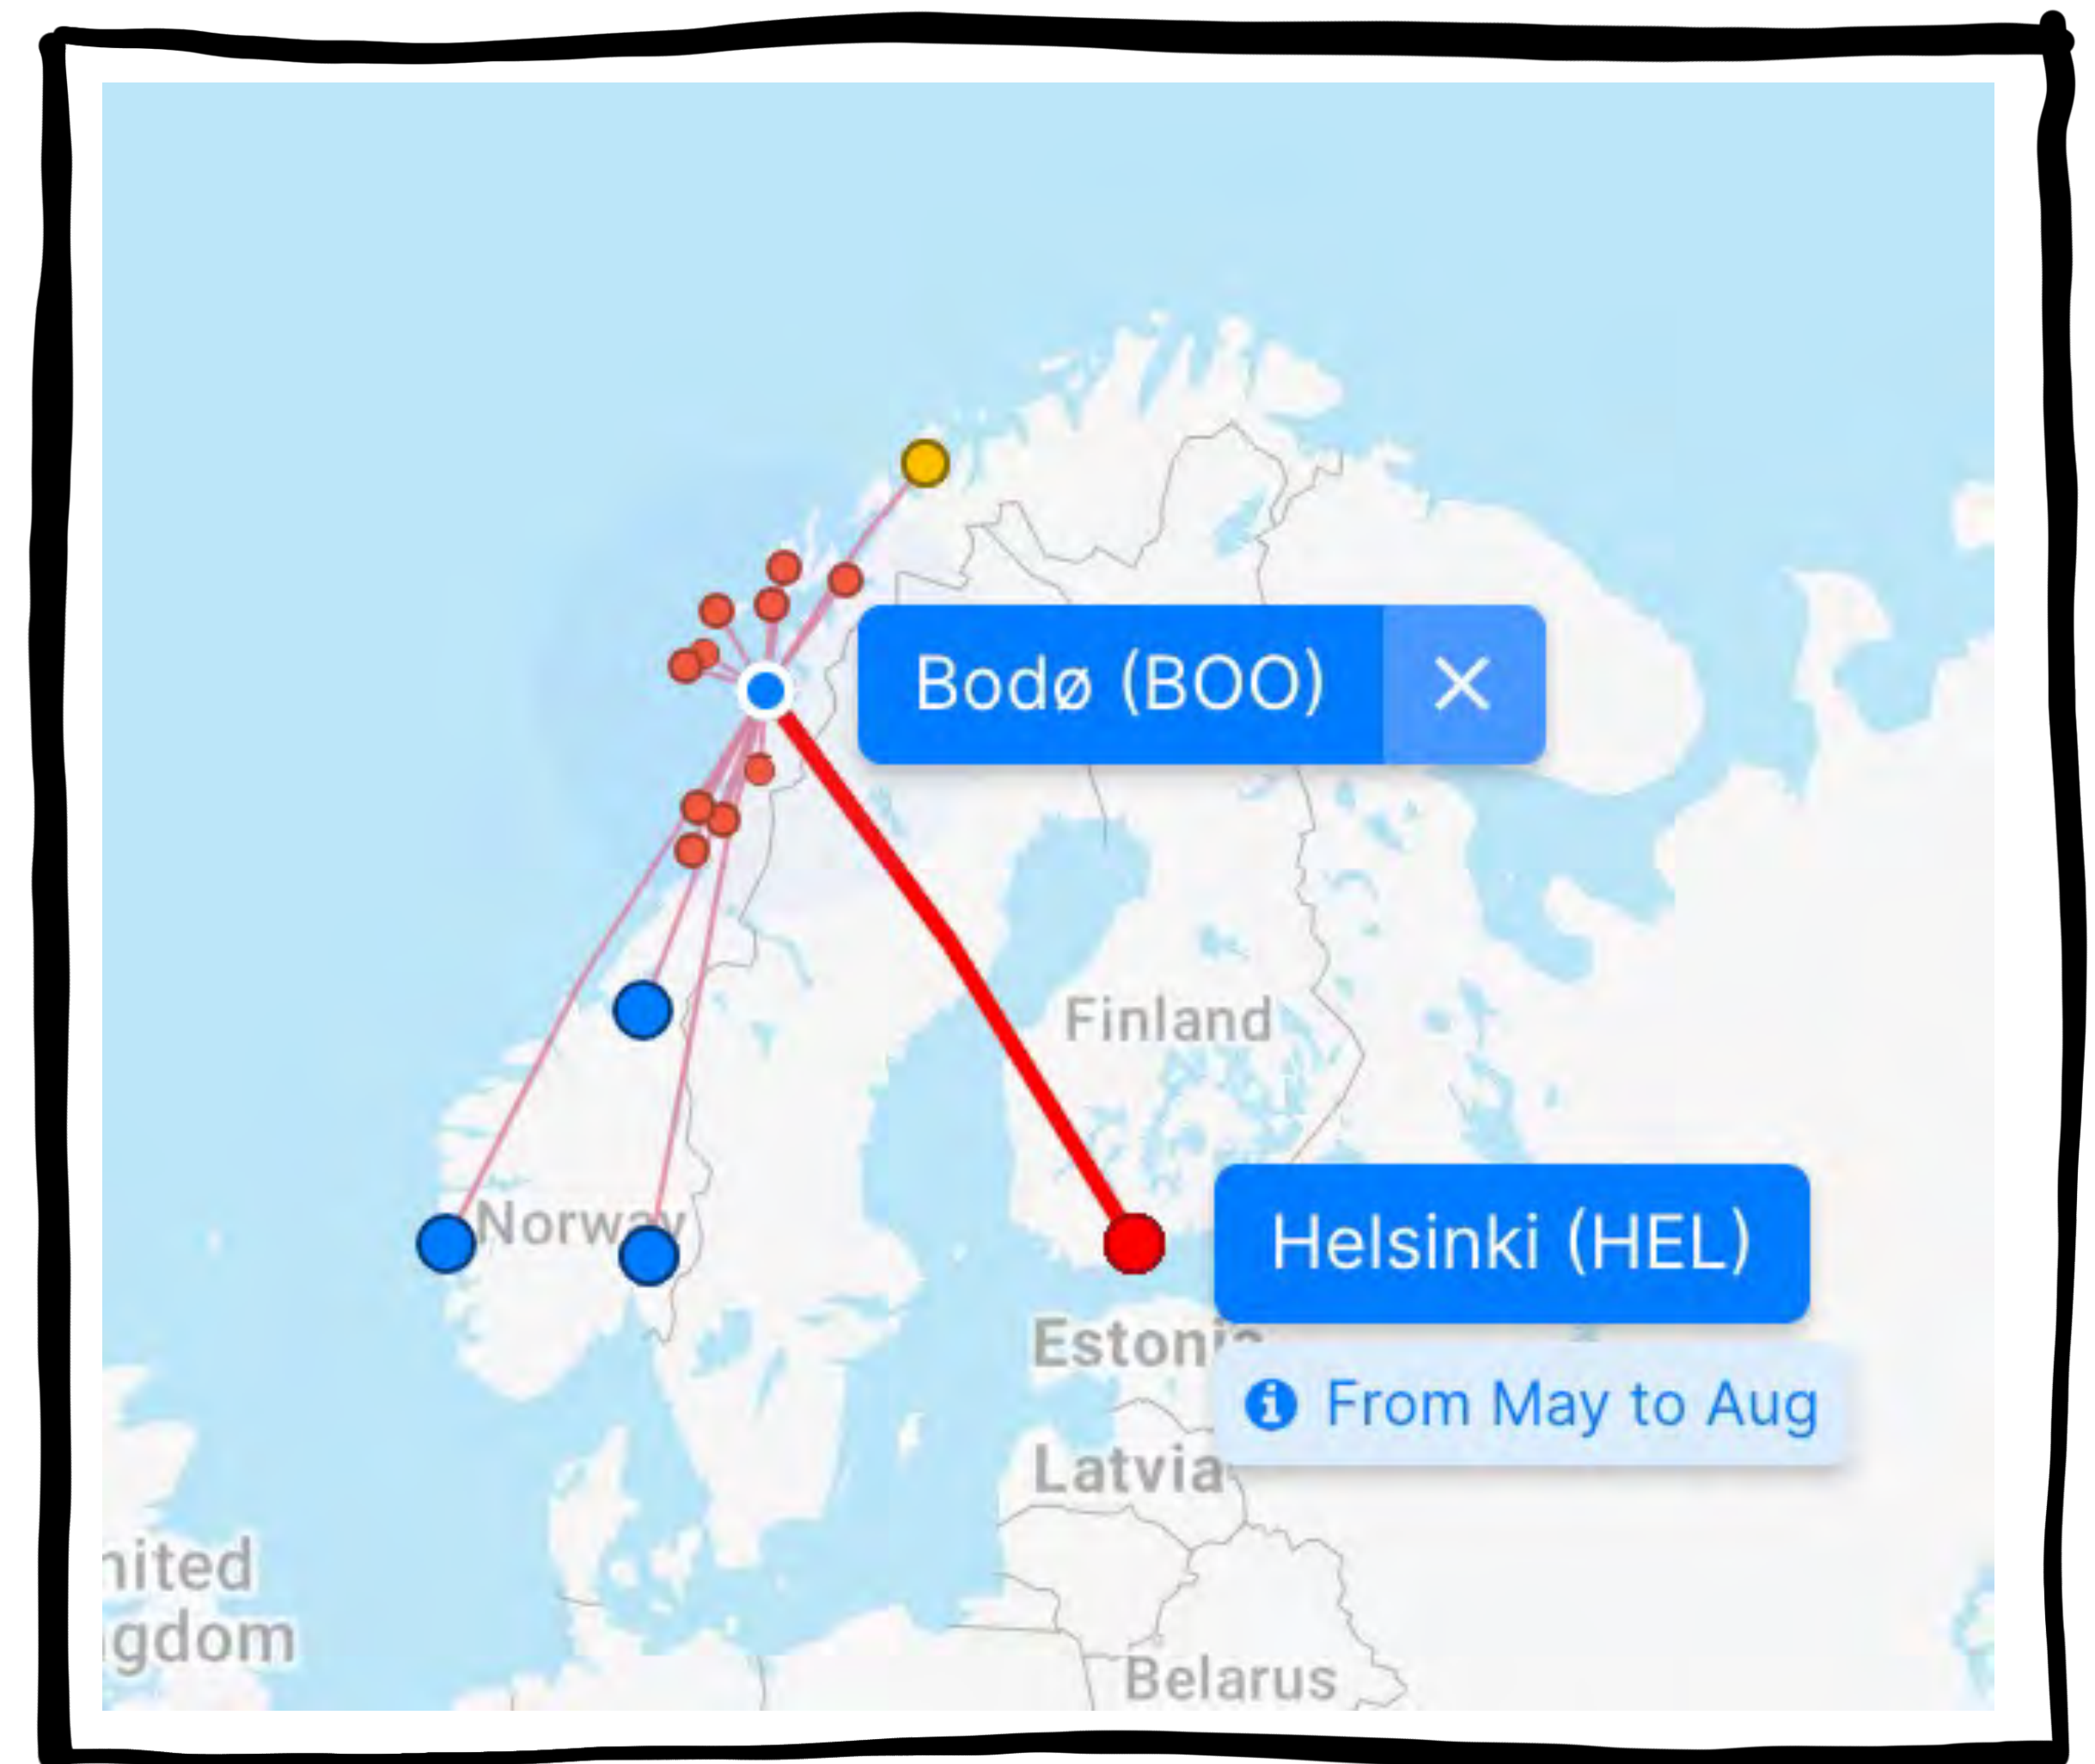 Bodø (BOO)
Finland
Norway
Helsinki (HEL)
Estonia
From May to Aug
Latvia
nited
gdom
Belarus